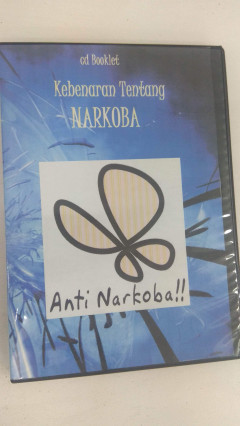 cd Booklet
Kebenaran Tentang
NARKOBA
Anti Narkoba!!